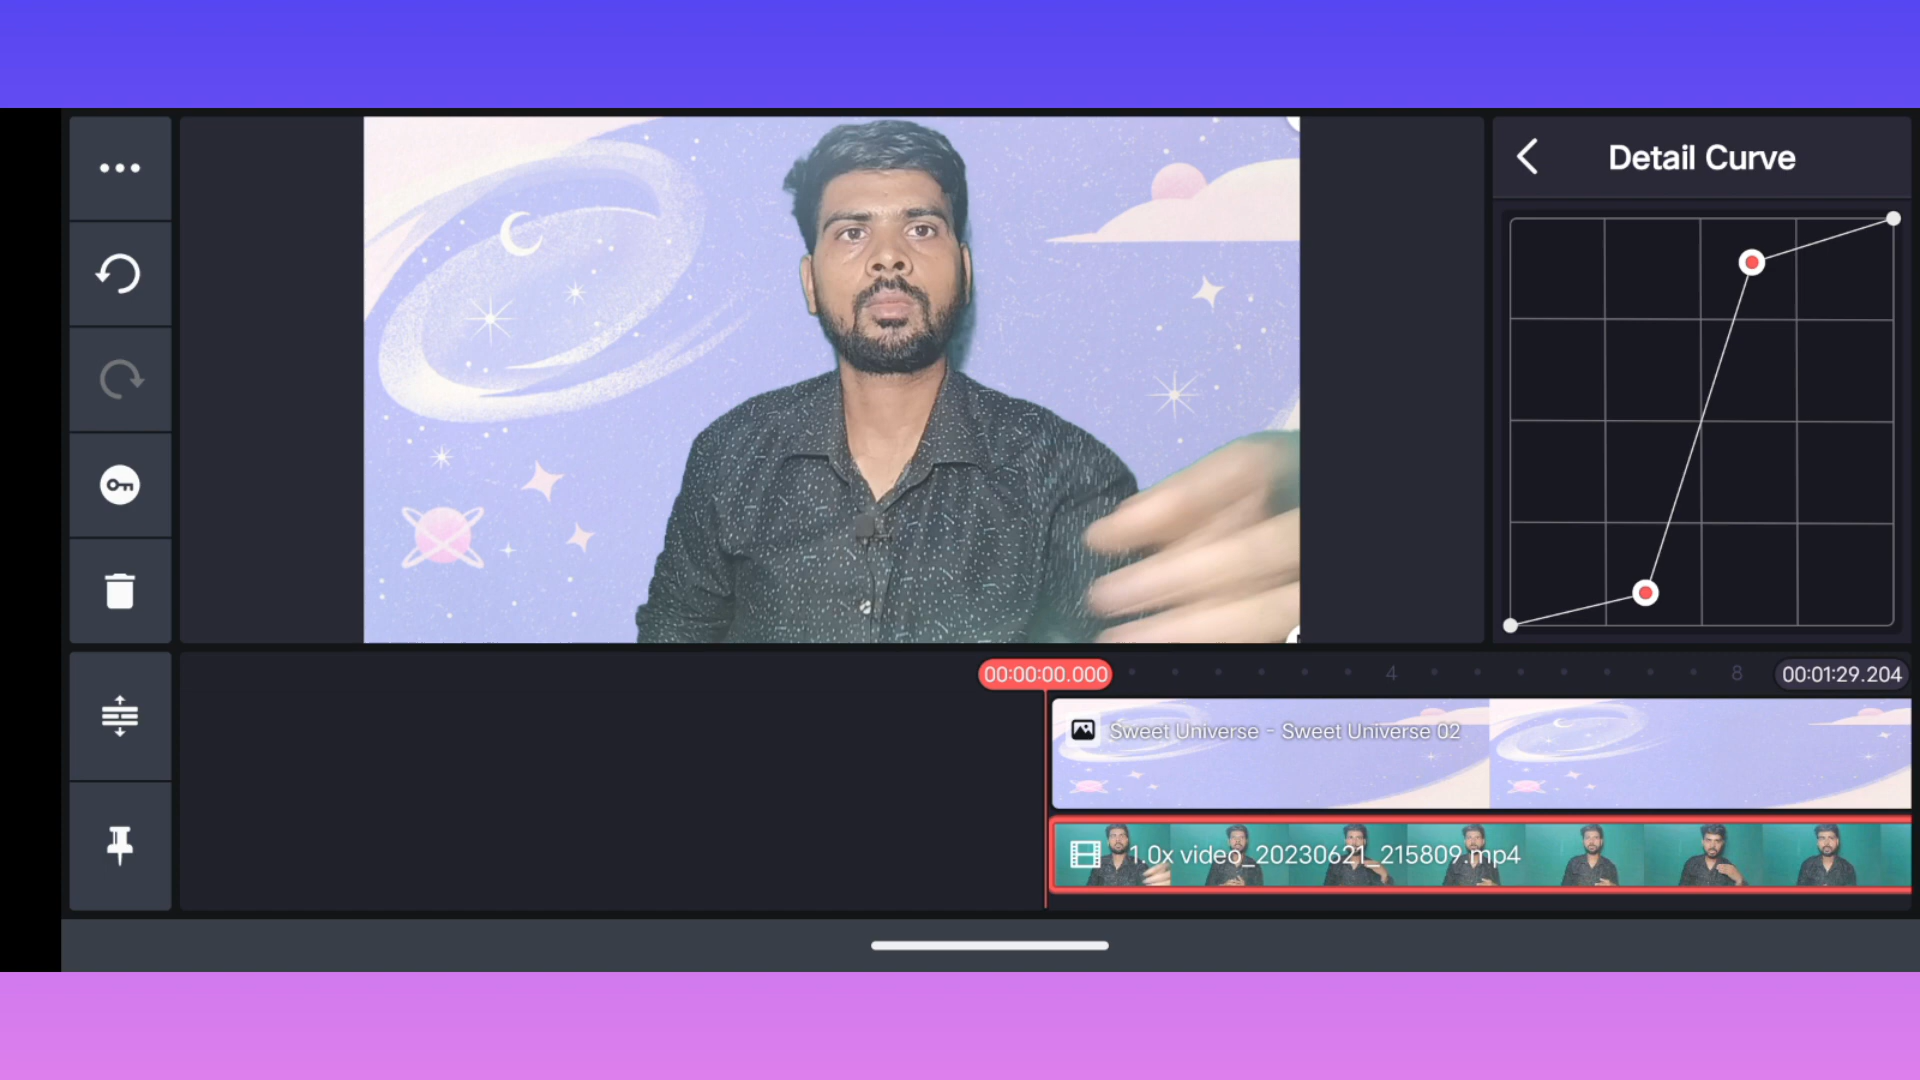 Detail Curve
00:00:00.000
4
8
00:01:29.204
Sweet Universe - Sweet Universe 02
1.0x video_20230621_215809.mp4